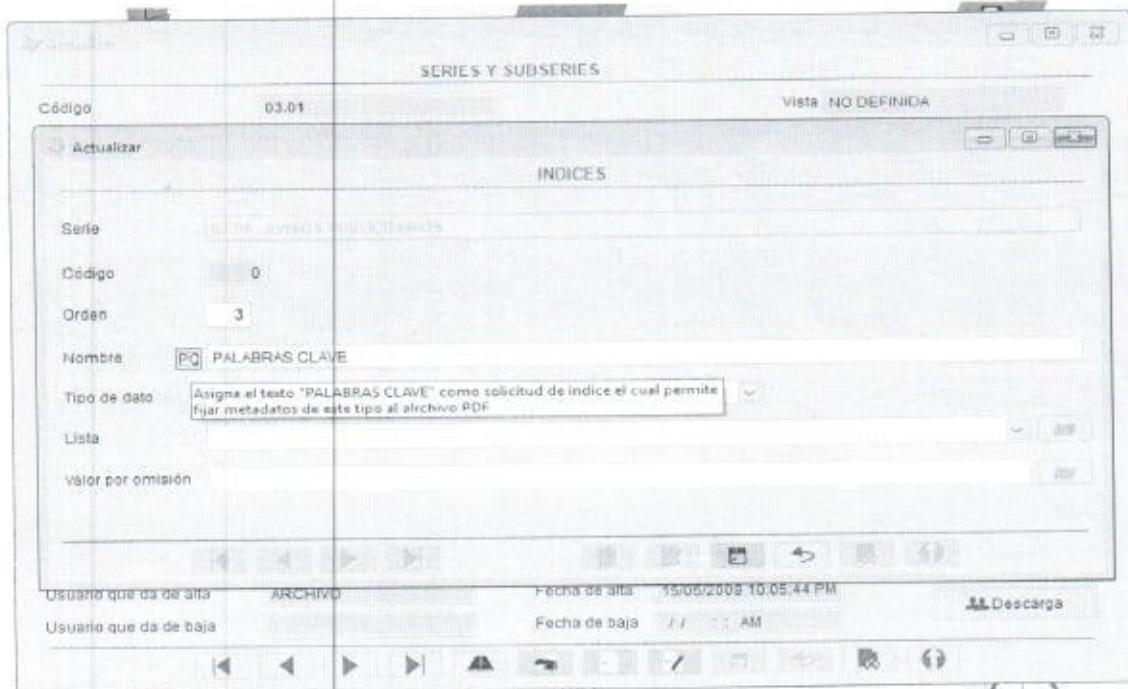 SERIES Y SUBSERIES
Código 03.01 Vista NO DEFINIDA
Actualizar
INDICES
Serie
Código 0
Orden 3
Nombre PC PALABRAS CLAVE
Tipo de dato
Asigna el texto "PALABRAS CLAVE" como solicitud de indice el cual permite
fijar metadatos de este tipo al alrchivo PDF
Lista
Valor por omisión
Usuario que da de alta ARCHIVO Fecha de alta 15/05/2009 10:05:44 PM
Descarga
Usuario que da de baja Fecha de baja / / : : AM